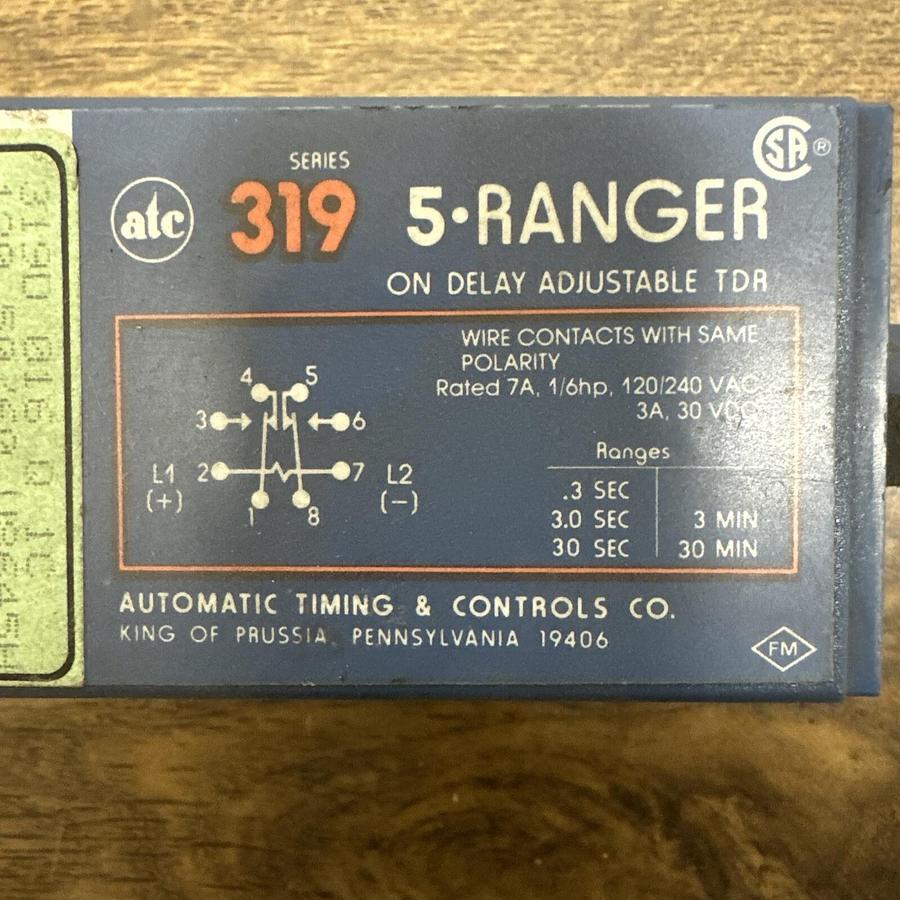 SERIES
atc 319 5•RANGER
CSA ®
ON DELAY ADJUSTABLE TDR
WIRE CONTACTS WITH SAME
POLARITY
Rated 7A, 1/6hp, 120/240 VAC
3A, 30 VDC
4 5
3 6
L1 2 7 L2
(+) (−)
1 8
Ranges
.3 SEC
3.0 SEC 3 MIN
30 SEC 30 MIN
AUTOMATIC TIMING & CONTROLS CO.
KING OF PRUSSIA, PENNSYLVANIA 19406
FM